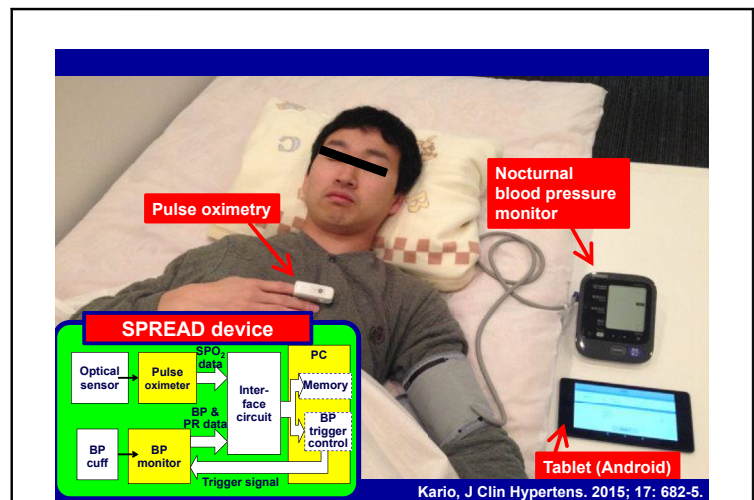 Pulse oximetry
Nocturnal
blood pressure
monitor
SPREAD device
Optical
sensor
Pulse
oximeter
SPO₂
data
Inter-
face
circuit
PC
Memory
BP
trigger
control
BP &
PR data
BP
cuff
BP
monitor
Trigger signal
Tablet (Android)
Kario, J Clin Hypertens. 2015; 17: 682-5.